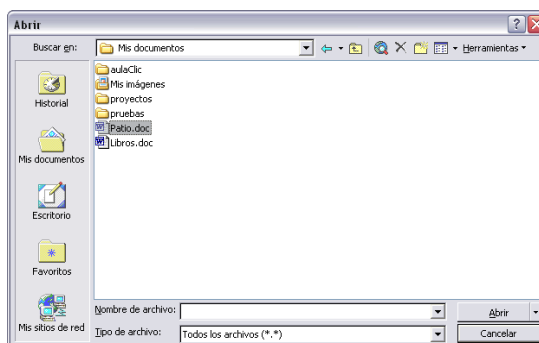 Abrir
Buscar en: Mis documentos Herramientas
aulaClic
Mis imágenes
proyectos
pruebas
Patio.doc
Libros.doc
Historial
Mis documentos
Escritorio
Favoritos
Mis sitios de red
Nombre de archivo: Abrir
Tipo de archivo: Todos los archivos (*.*) Cancelar